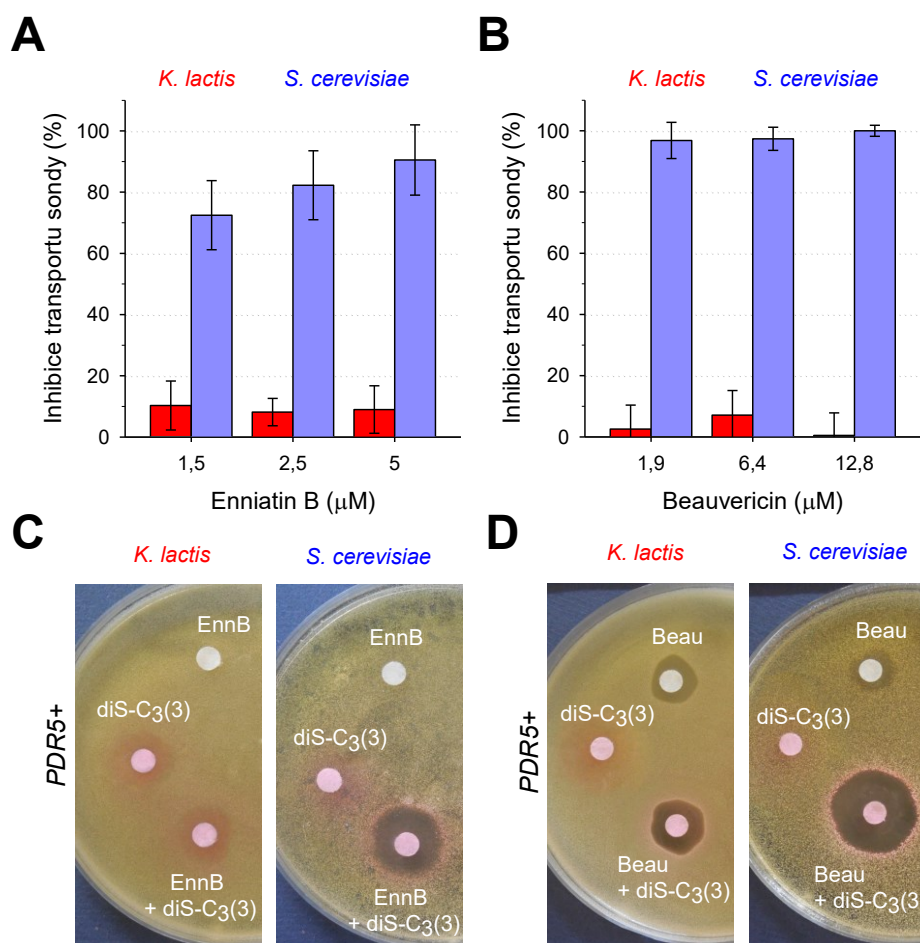 A
K. lactis S. cerevisiae
Inhibice transportu sondy (%)
100
80
60
40
20
0
1,5 2,5 5
Enniatin B (μM)
B
K. lactis S. cerevisiae
Inhibice transportu sondy (%)
100
80
60
40
20
0
1,9 6,4 12,8
Beauvericin (μM)
C
K. lactis S. cerevisiae
PDR5+
EnnB
diS-C3(3)
EnnB
+ diS-C3(3)
EnnB
diS-C3(3)
EnnB
+ diS-C3(3)
D
K. lactis S. cerevisiae
PDR5+
Beau
diS-C3(3)
Beau
+ diS-C3(3)
Beau
diS-C3(3)
Beau
+ diS-C3(3)